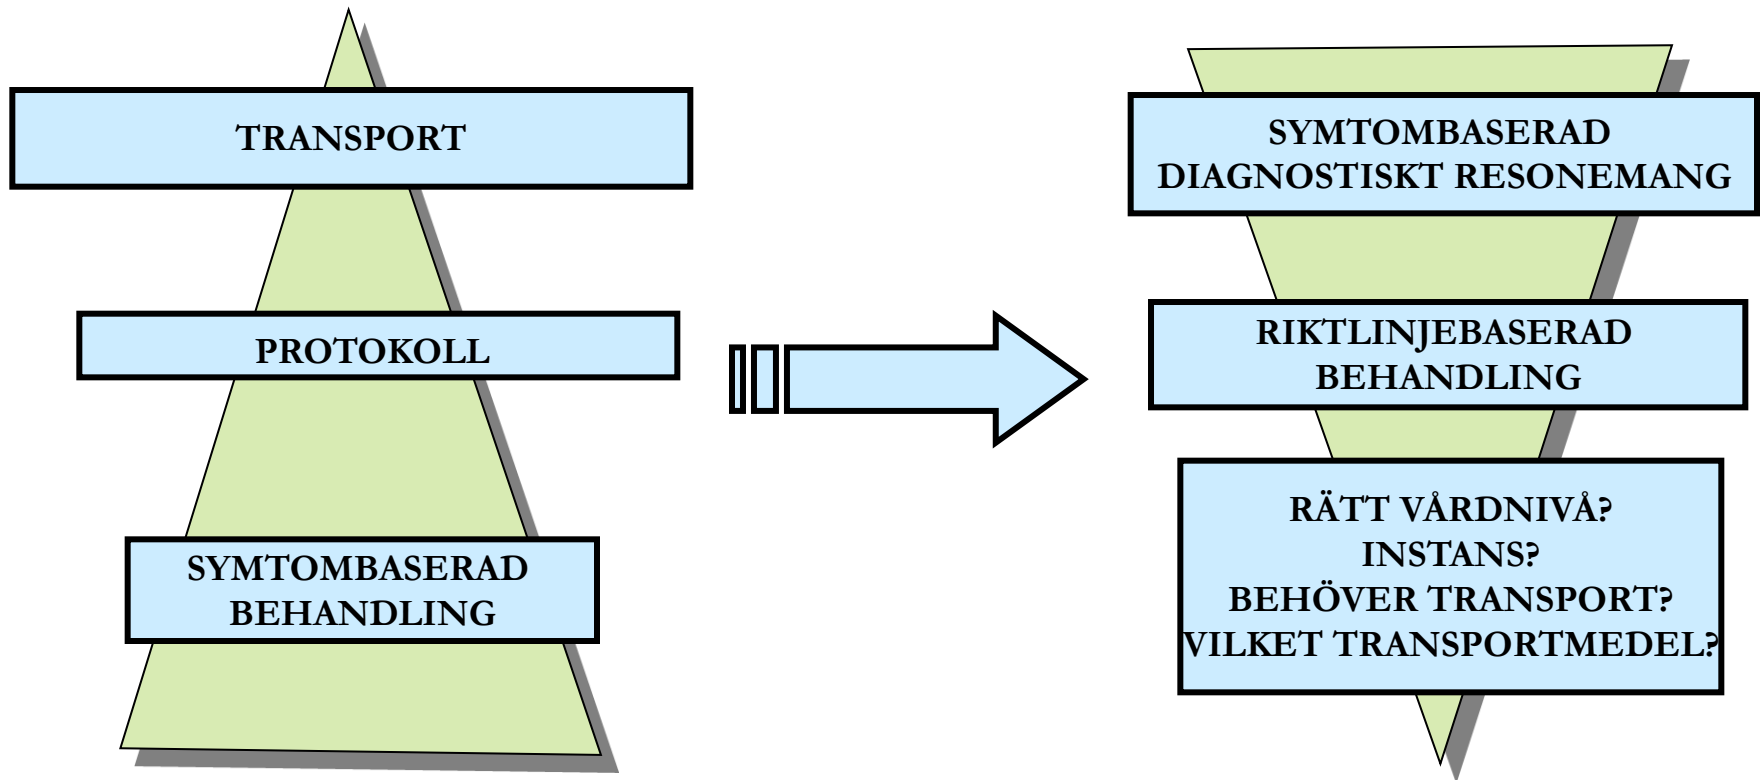 TRANSPORT
PROTOKOLL
SYMTOMBASERAD
BEHANDLING
SYMTOMBASERAD
DIAGNOSTISKT RESONEMANG
RIKTLINJEBASERAD
BEHANDLING
RÄTT VÅRDNIVÅ?
INSTANS?
BEHÖVER TRANSPORT?
VILKET TRANSPORTMEDEL?